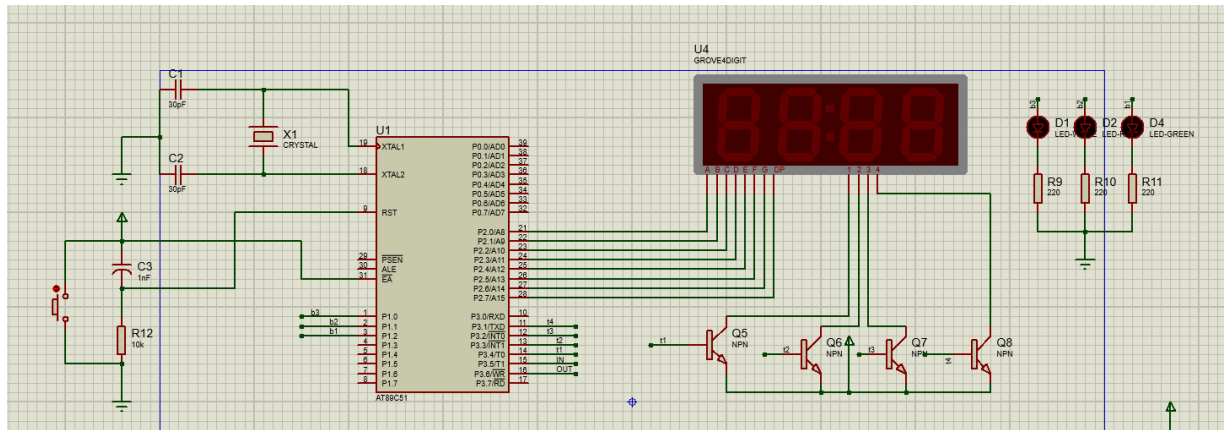 U4
GROVE4DIGIT
A B C D E F G DP
1 2 3 4
C1
30pF
X1
CRYSTAL
C2
30pF
C3
1nF
R12
10k
U1
19
XTAL1
18
XTAL2
9
RST
29
PSEN
30
ALE
31
EA
b3
1
P1.0
b2
2
P1.1
b1
3
P1.2
4
P1.3
5
P1.4
6
P1.5
7
P1.6
8
P1.7
P0.0/AD0
39
P0.1/AD1
38
P0.2/AD2
37
P0.3/AD3
36
P0.4/AD4
35
P0.5/AD5
34
P0.6/AD6
33
P0.7/AD7
32
P2.0/A8
21
P2.1/A9
22
P2.2/A10
23
P2.3/A11
24
P2.4/A12
25
P2.5/A13
26
P2.6/A14
27
P2.7/A15
28
P3.0/RXD
10
P3.1/TXD
11
t4
P3.2/INT0
12
t3
P3.3/INT1
13
t2
P3.4/T0
14
t1
P3.5/T1
15
IN
P3.6/WR
16
OUT
P3.7/RD
17
AT89C51
t1
Q5
NPN
t2
Q6
NPN
t3
Q7
NPN
t4
Q8
NPN
b3
b2
b1
D1
D2
D4
LED-GREEN
R9
220
R10
220
R11
220